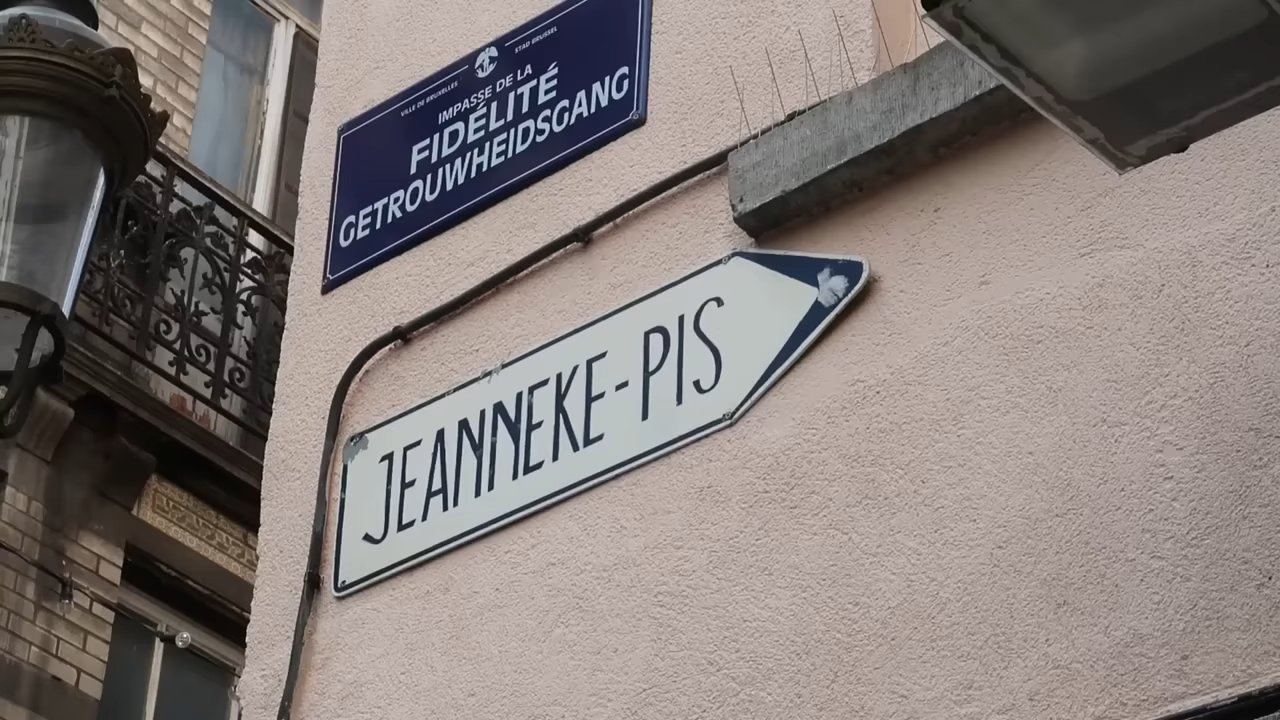 VILLE DE BRUXELLES STAD BRUSSEL
IMPASSE DE LA
FIDÉLITÉ
GETROUWHEIDSGANG
JEANNEKE-PIS